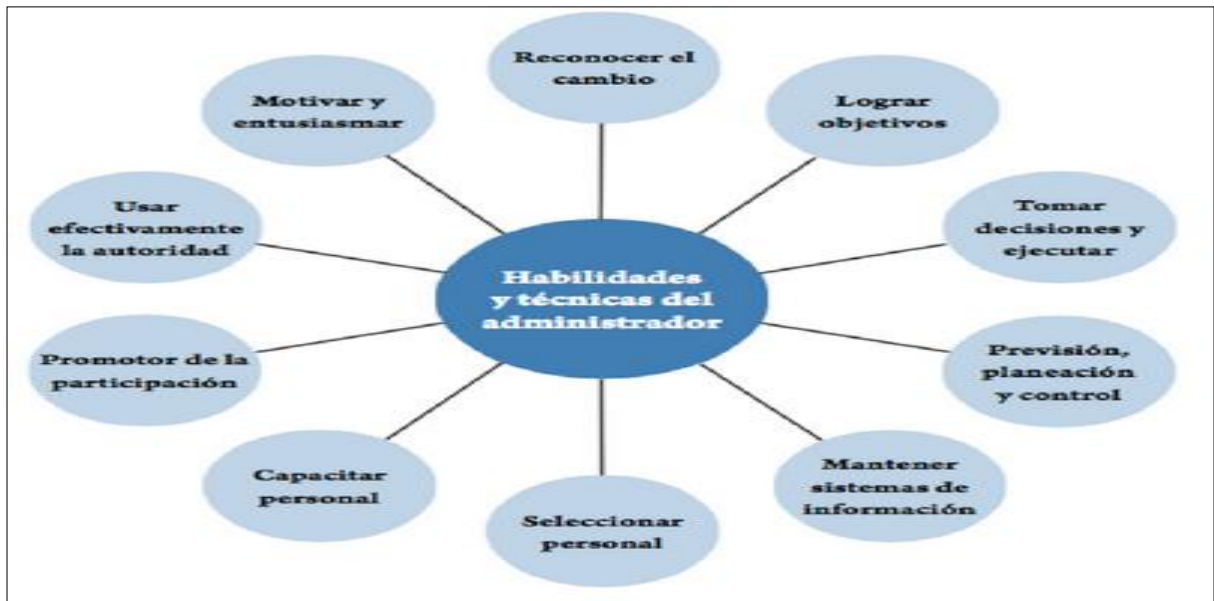 Reconocer el
cambio
Lograr
objetivos
Tomar
decisiones y
ejecutar
Previsión,
planeación
y control
Mantener
sistemas de
información
Seleccionar
personal
Capacitar
personal
Promotor de la
participación
Usar
efectivamente
la autoridad
Motivar y
entusiasmar
Habilidades
y técnicas del
administrador